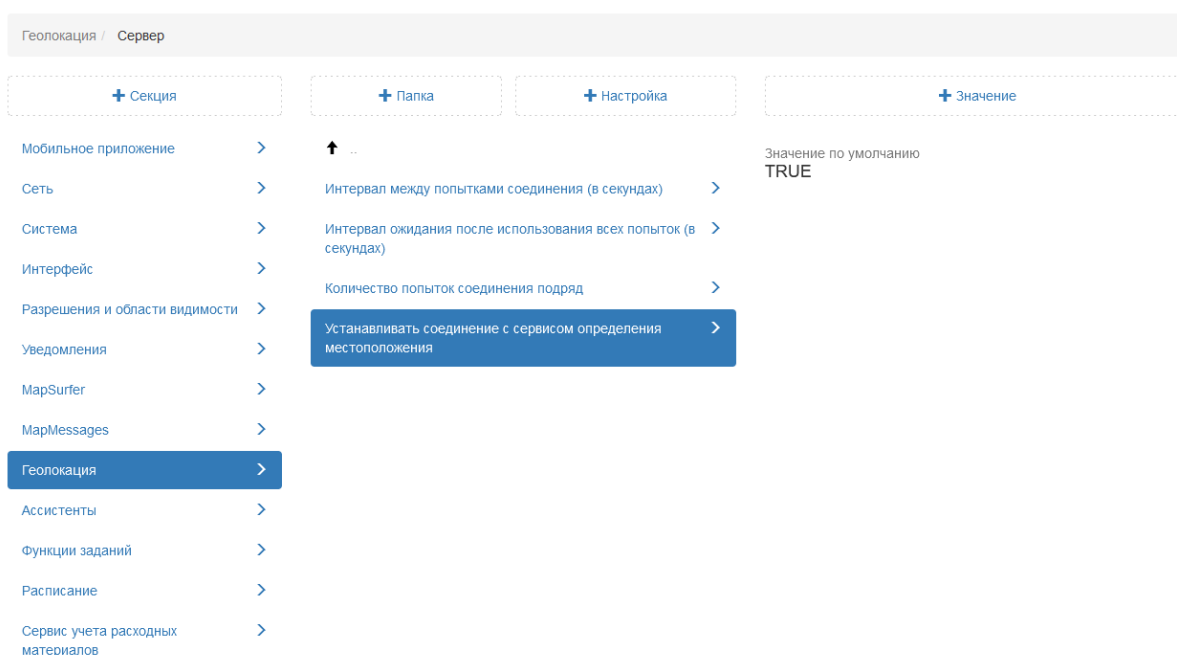 Геолокация / Сервер
+ Секция
+ Папка
+ Настройка
+ Значение
Мобильное приложение
Сеть
Система
Интерфейс
Разрешения и области видимости
Уведомления
MapSurfer
MapMessages
Геолокация
Ассистенты
Функции заданий
Расписание
Сервис учета расходных
материалов
..
Интервал между попытками соединения (в секундах)
Интервал ожидания после использования всех попыток (в
секундах)
Количество попыток соединения подряд
Устанавливать соединение с сервисом определения
местоположения
Значение по умолчанию
TRUE